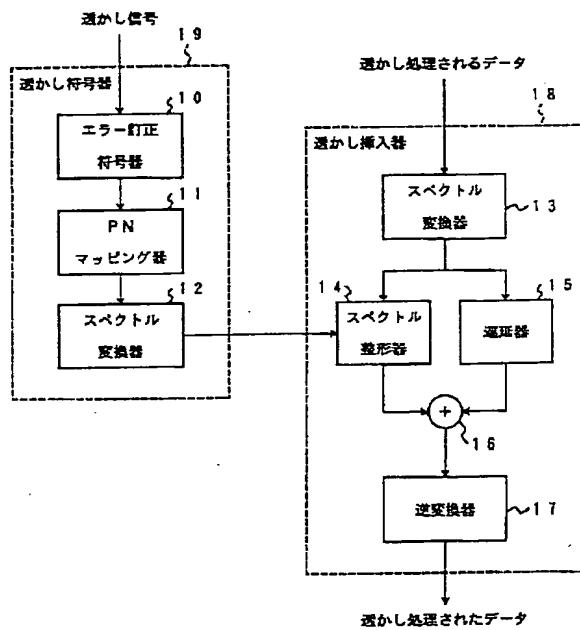 透かし信号
19
透かし符号器
10
エラー訂正
符号器
11
PN
マッピング器
12
スペクトル
変換器
透かし処理されるデータ
18
透かし挿入器
スペクトル
変換器
13
14
スペクトル
整形器
15
遅延器
+
16
逆変換器
17
透かし処理されたデータ